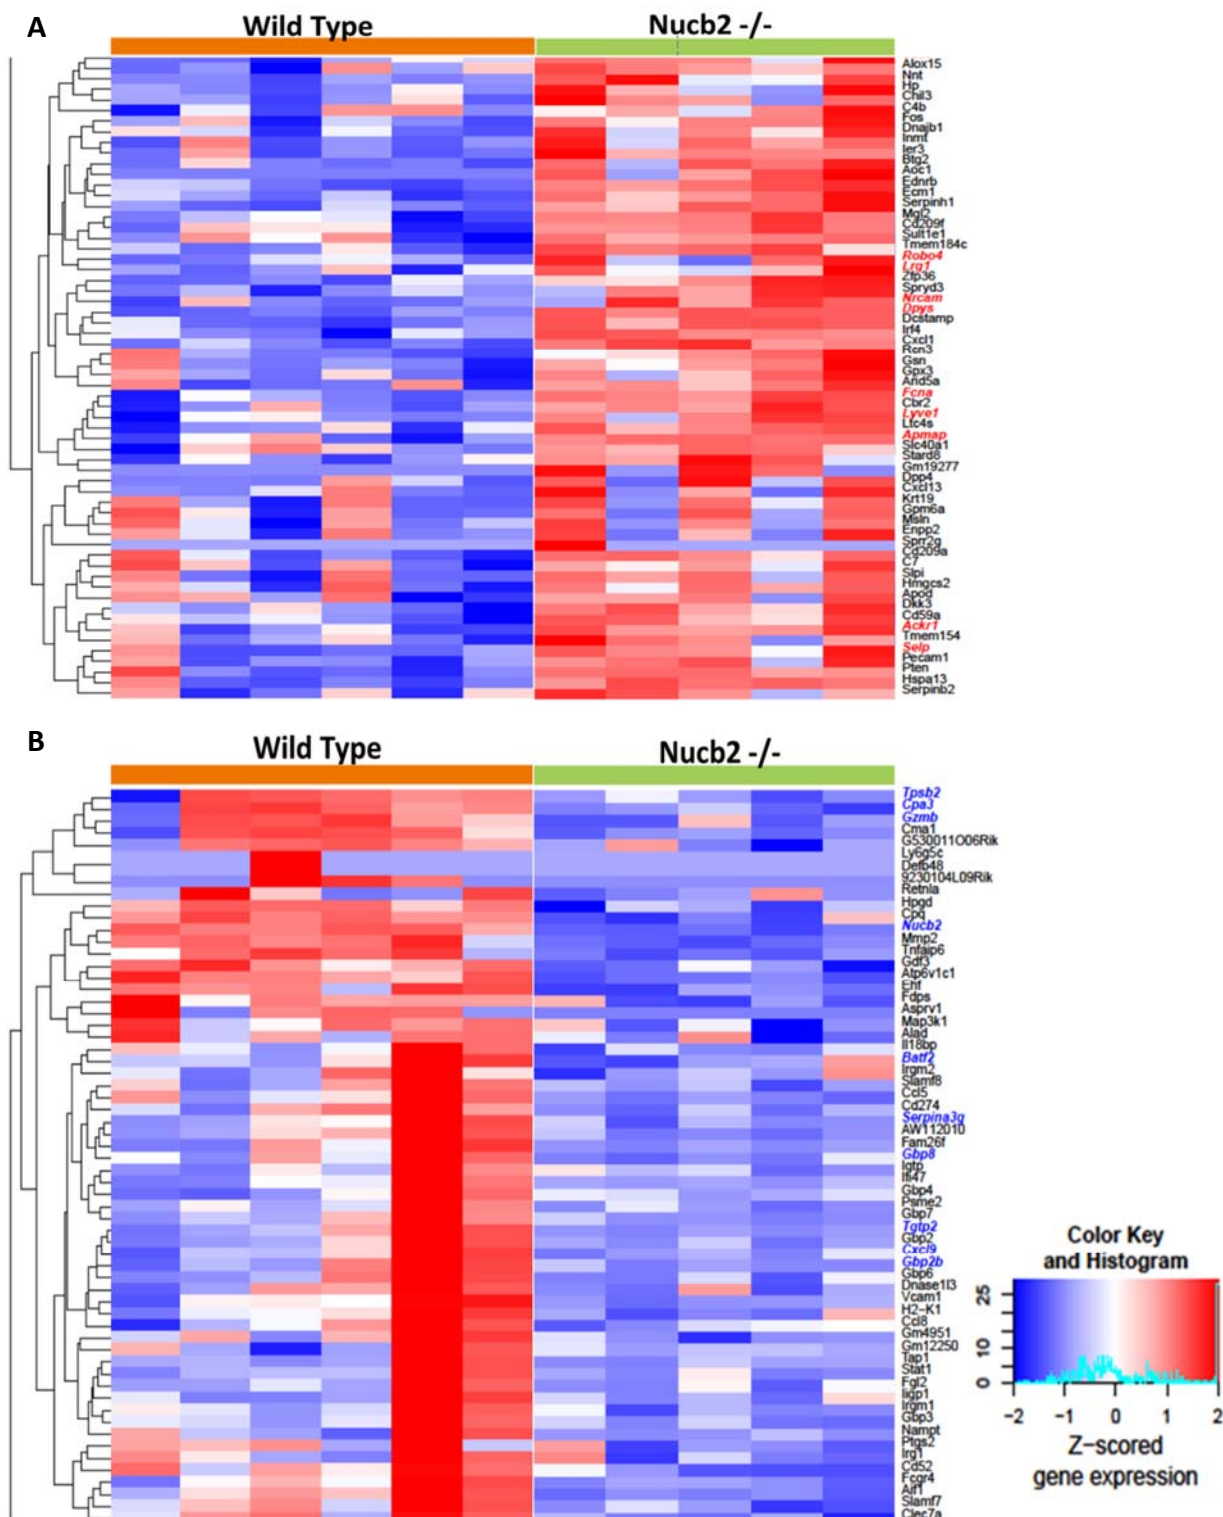 A
Wild Type
Nucb2 -/-
Alox15
Nnt
Hp
Chil3
C4b
Fos
Dnajb1
Inmt
Ier3
Btg2
Aoc1
Ednrb
Ecm1
Serpinh1
Mgl2
Cd209f
Sult1e1
Tmem184c
Robo4
Lrg1
Zfp36
Spryd3
Nrcam
Dpys
Dcstamp
Irf4
Cxcl1
Rcn3
Gsn
Gpx3
Arid5a
Fcna
Cbr2
Lyve1
Ltc4s
Apmap
Slc40a1
Stard8
Gm19277
Dpp4
Cxcl13
Krt19
Gpm6a
Msln
Enpp2
Sprr2g
Cd209a
C7
Slpi
Hmgcs2
Apod
Dkk3
Cd59a
Ackr1
Tmem154
Selp
Pecam1
Pten
Hspa13
Serpinb2
B
Wild Type
Nucb2 -/-
Tpsb2
Cpa3
Gzmb
Cma1
G530011O06Rik
Ly6g5c
Defb48
9230104L09Rik
Retnla
Hpgd
Cpq
Nucb2
Mmp2
Tnfaip6
Gdf3
Atp6v1c1
Ehf
Fdps
Asprv1
Map3k1
Alad
Il18bp
Batf2
Irgm2
Slamf8
Ccl5
Cd274
Serpina3g
AW112010
Fam26f
Gbp8
Igtp
Ifi47
Gbp4
Psme2
Gbp7
Tgtp2
Gbp2
Cxcl9
Gbp2b
Gbp6
Dnase1l3
Vcam1
H2-K1
Ccl8
Gm4951
Gm12250
Tap1
Stat1
Fgl2
Iigp1
Irgm1
Gbp3
Nampt
Ptgs2
Irg1
Cd52
Fcgr4
Aif1
Slamf7
Clec7a
Color Key
and Histogram
0 10 25
-2 -1 0 1 2
Z-scored
gene expression